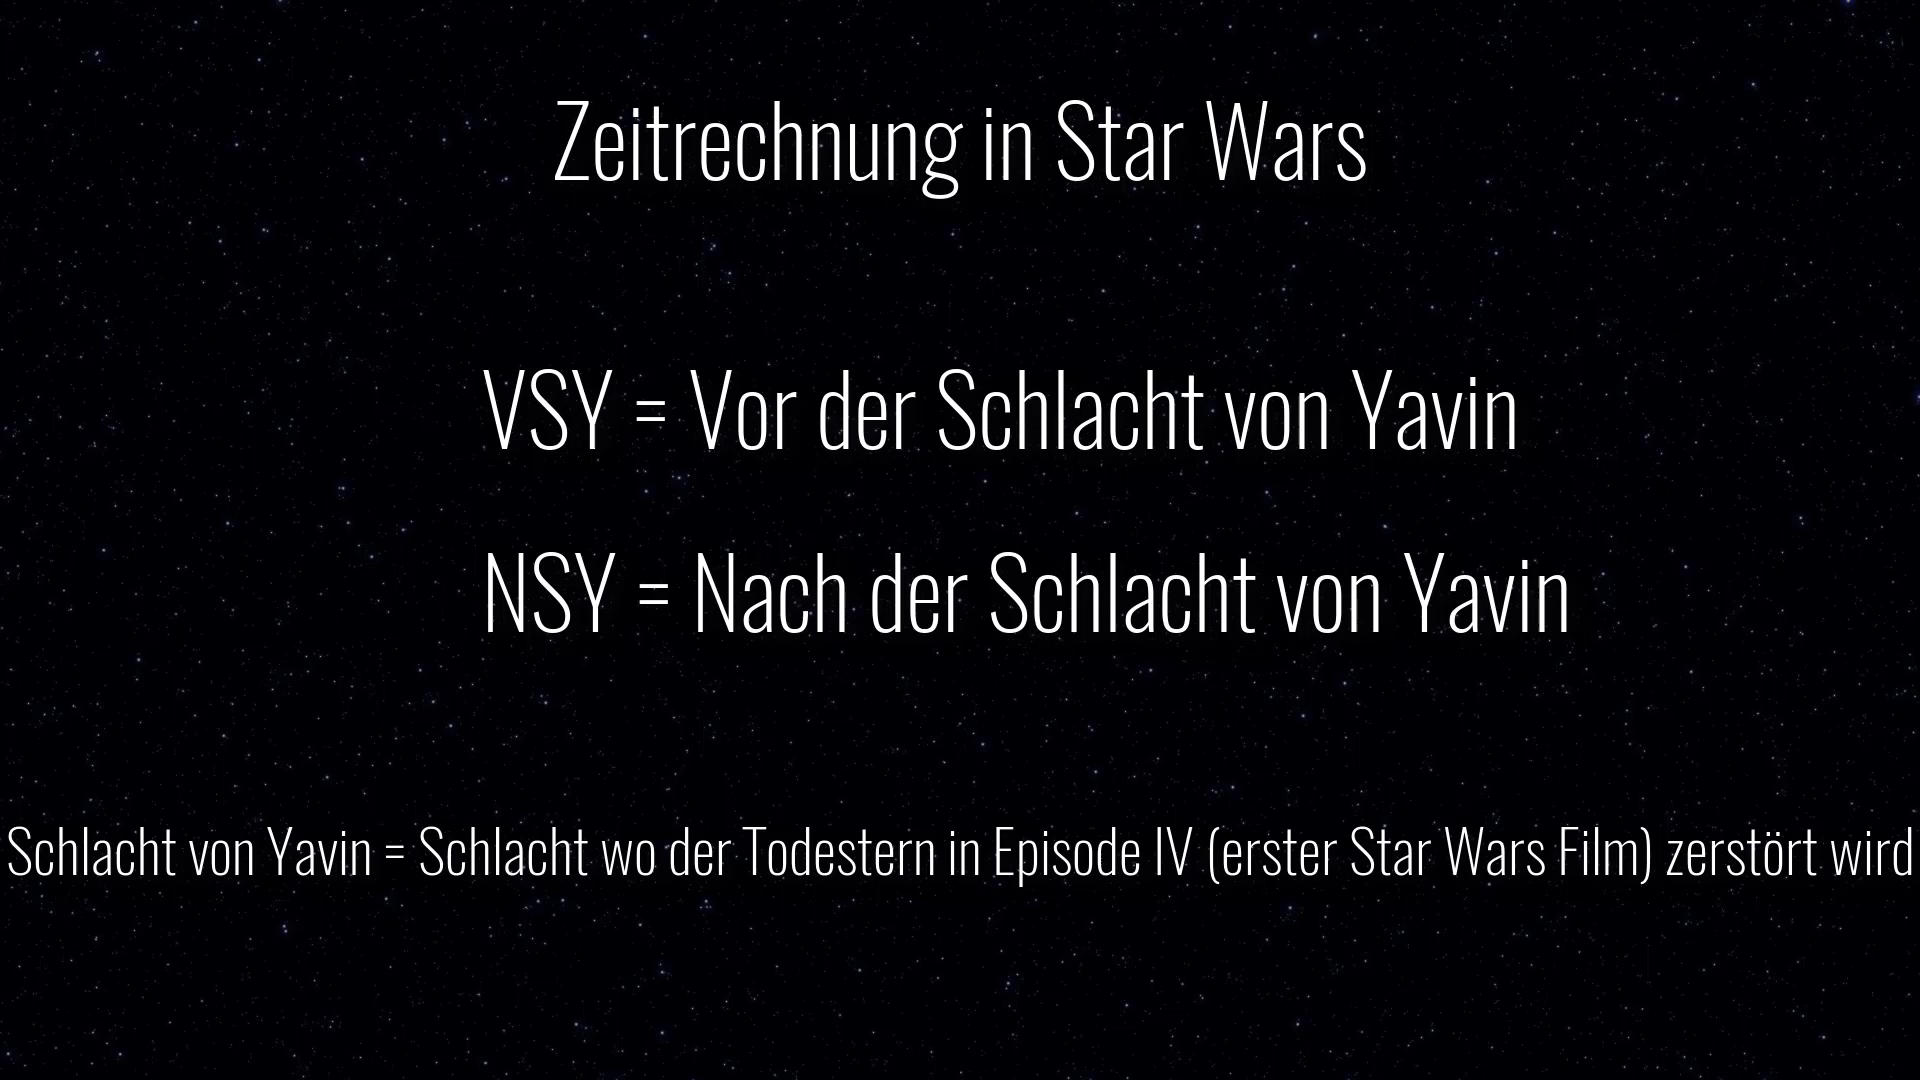 Zeitrechnung in Star Wars
VSY = Vor der Schlacht von Yavin
NSY = Nach der Schlacht von Yavin
Schlacht von Yavin = Schlacht wo der Todestern in Episode IV (erster Star Wars Film) zerstört wird